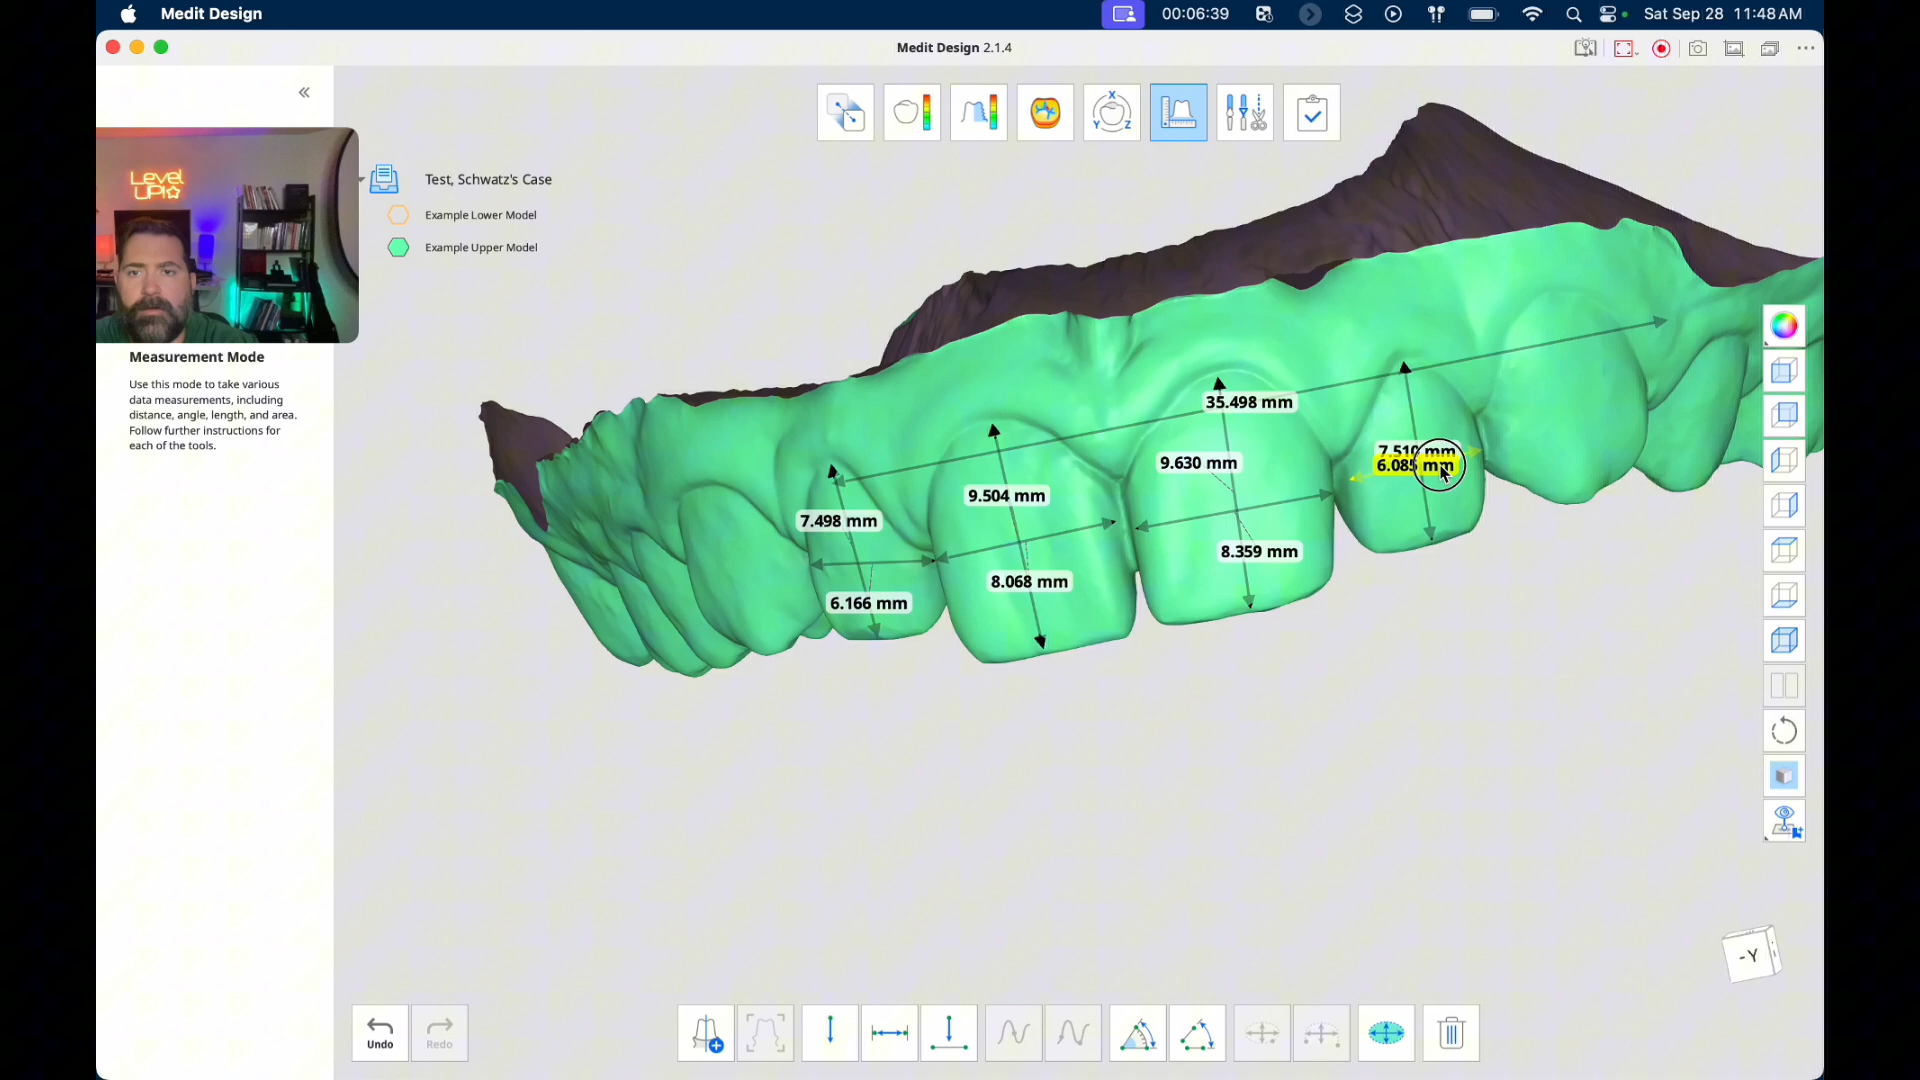 Medit Design
00:06:39
Sat Sep 28 11:48 AM
Medit Design 2.1.4
LEVEL
UP!
Test, Schwatz's Case
Example Lower Model
Example Upper Model
Measurement Mode
Use this mode to take various
data measurements, including
distance, angle, length, and area.
Follow further instructions for
each of the tools.
X
Y Z
35.498 mm
7.510 mm
6.085 mm
9.630 mm
9.504 mm
7.498 mm
8.359 mm
8.068 mm
6.166 mm
-Y
Undo
Redo